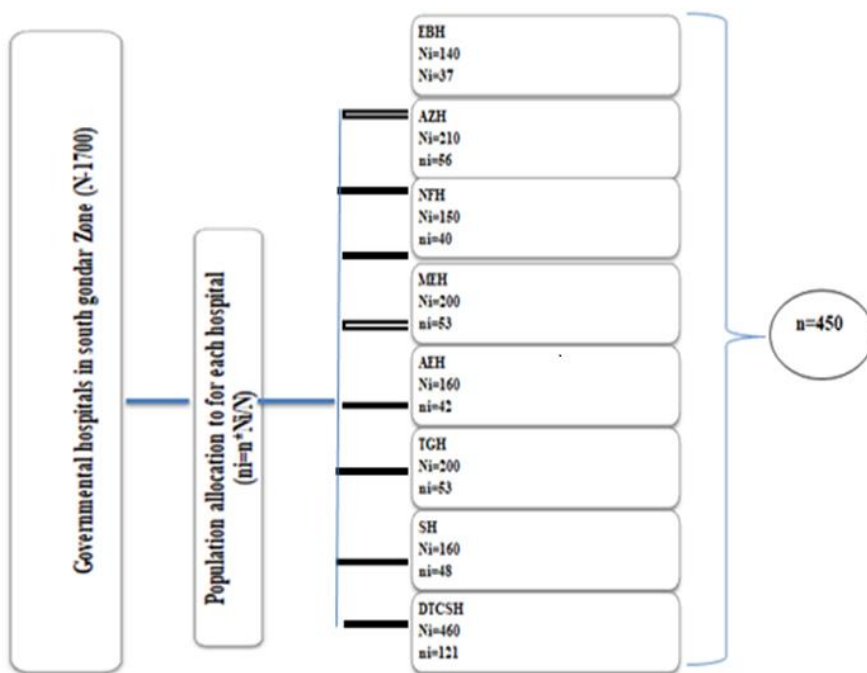 Governmental hospitals in south gondar Zone (N-1700)
Population allocation to for each hospital
(ni=n*Ni/N)
EBH
Ni=140
Ni=37
AZH
Ni=210
ni=56
NFH
Ni=150
ni=40
MEH
Ni=200
ni=53
AEH
Ni=160
ni=42
TGH
Ni=200
ni=53
SH
Ni=160
ni=48
DTCSH
Ni=460
ni=121
n=450